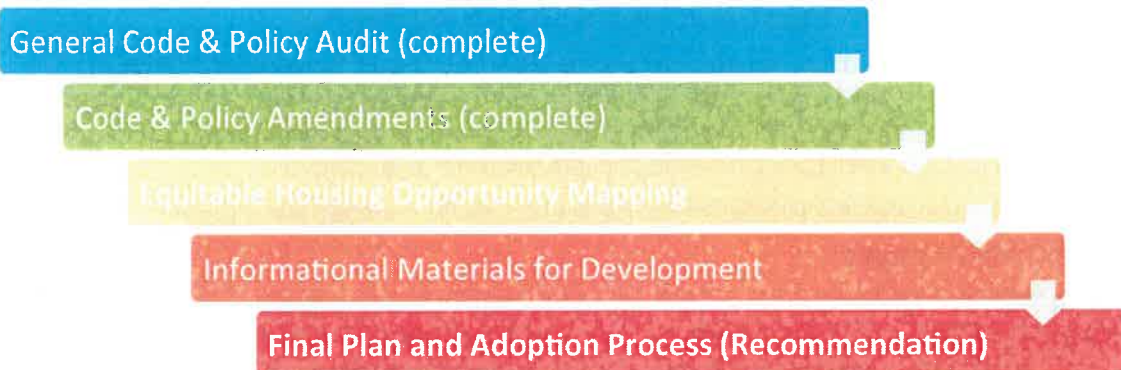 General Code & Policy Audit (complete)
Code & Policy Amendments (complete)
Equitable Housing Opportunity Mapping
Informational Materials for Development
Final Plan and Adoption Process (Recommendation)